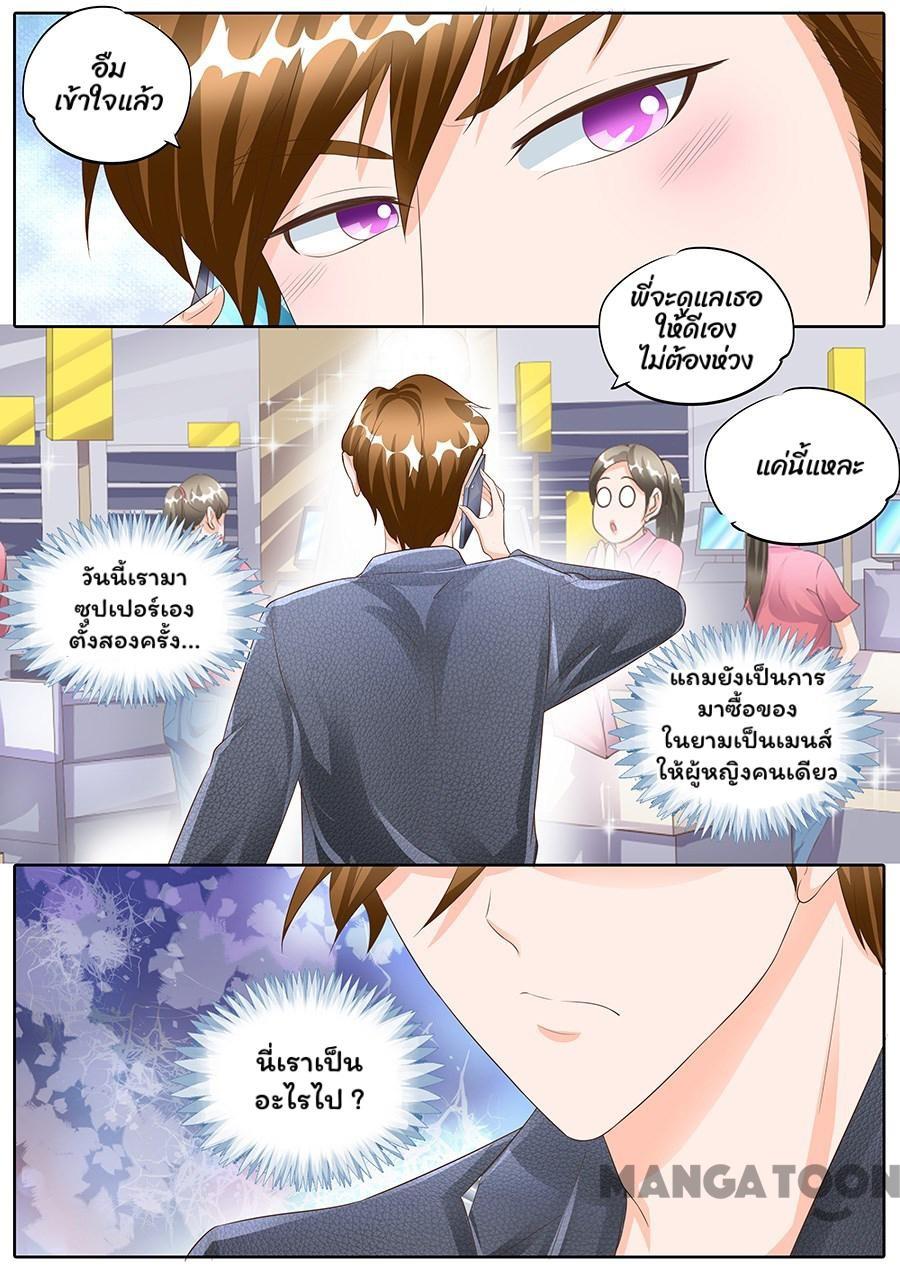 อืม
เข้าใจแล้ว
พี่จะดูแลเธอ
ให้ดีเอง
ไม่ต้องห่วง
แค่นี้แหละ
วันนี้เรามา
ซุปเปอร์เอง
ตั้งสองครั้ง...
แถมยังเป็นการ
มาซื้อของ
ในยามเป็นเมนส์
ให้ผู้หญิงคนเดียว
นี่เราเป็น
อะไรไป ?
MANGATOON